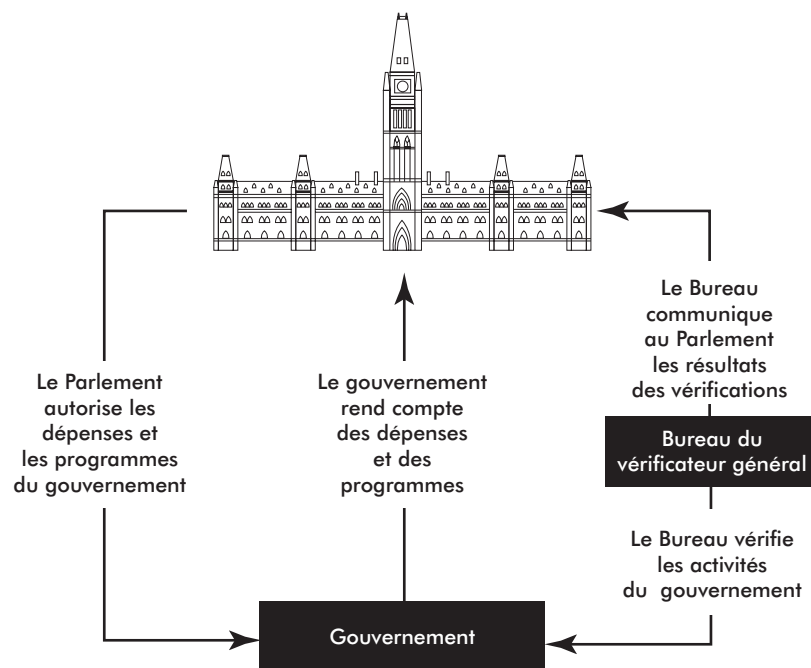 Le Parlement
autorise les
dépenses et
les programmes
du gouvernement
Le gouvernement
rend compte
des dépenses
et des
programmes
Le Bureau
communique
au Parlement
les résultats
des vérifications
Bureau du
vérificateur général
Le Bureau vérifie
les activités
du gouvernement
Gouvernement